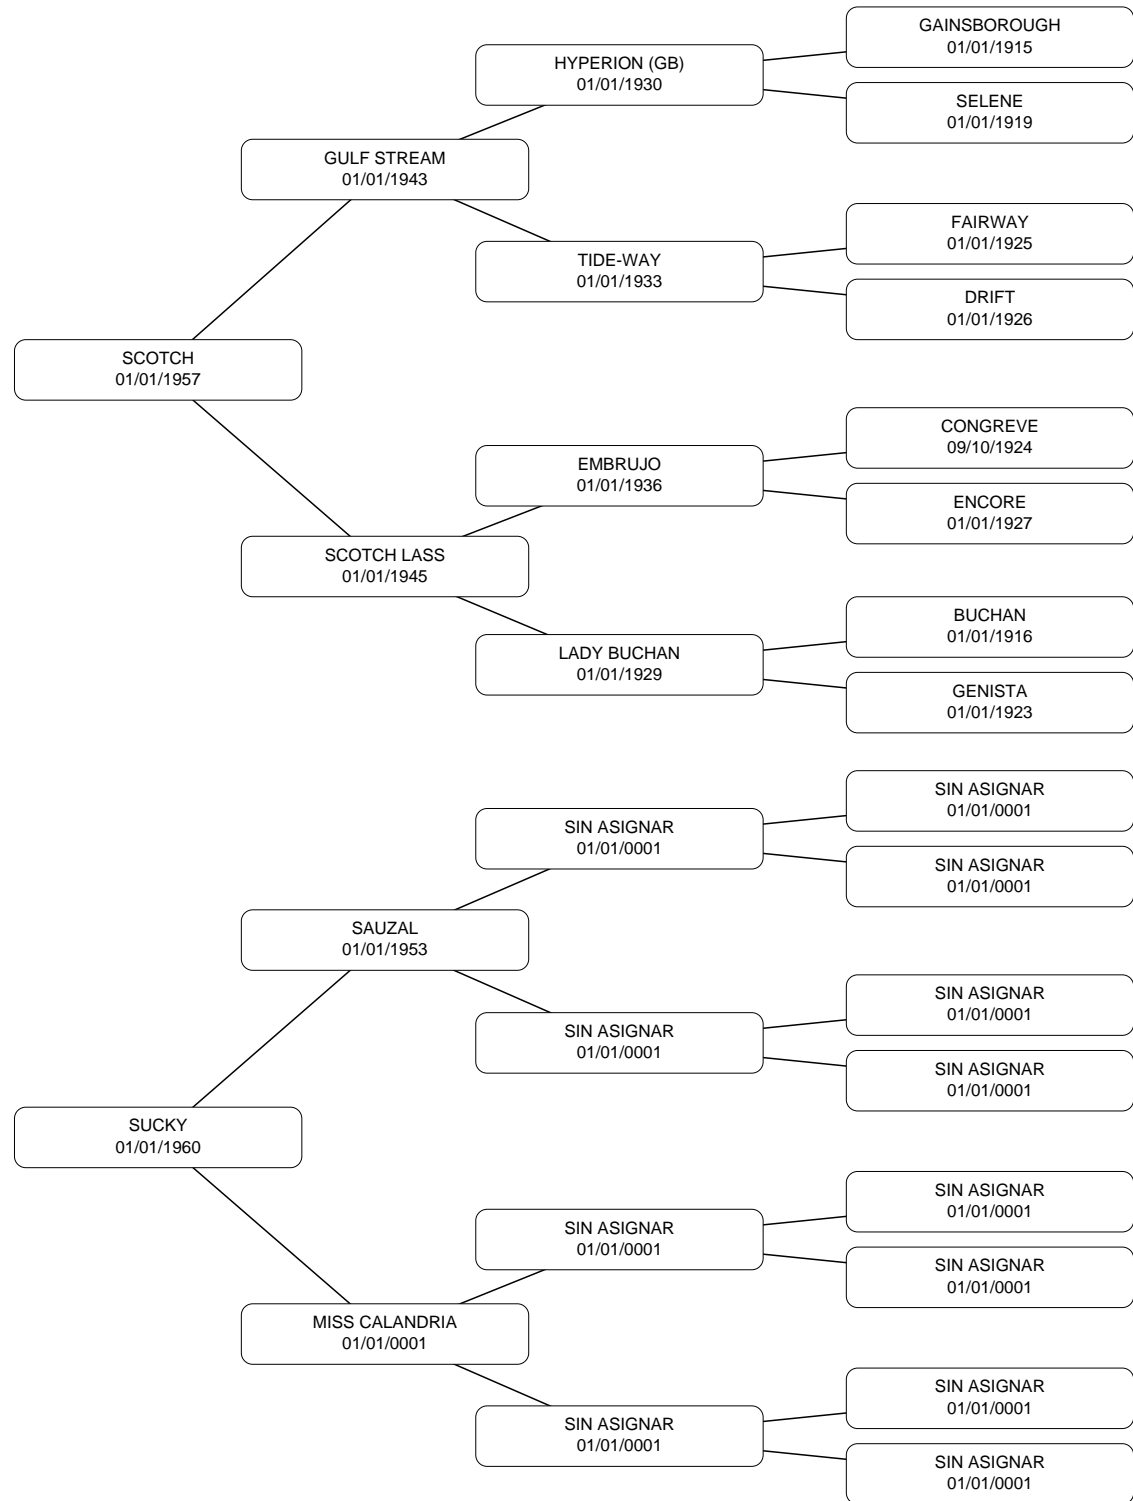 GAINSBOROUGH
01/01/1915
HYPERION (GB)
01/01/1930
SELENE
01/01/1919
GULF STREAM
01/01/1943
FAIRWAY
01/01/1925
TIDE-WAY
01/01/1933
DRIFT
01/01/1926
SCOTCH
01/01/1957
CONGREVE
09/10/1924
EMBRUJO
01/01/1936
ENCORE
01/01/1927
SCOTCH LASS
01/01/1945
BUCHAN
01/01/1916
LADY BUCHAN
01/01/1929
GENISTA
01/01/1923
SIN ASIGNAR
01/01/0001
SIN ASIGNAR
01/01/0001
SIN ASIGNAR
01/01/0001
SAUZAL
01/01/1953
SIN ASIGNAR
01/01/0001
SIN ASIGNAR
01/01/0001
SIN ASIGNAR
01/01/0001
SUCKY
01/01/1960
SIN ASIGNAR
01/01/0001
SIN ASIGNAR
01/01/0001
SIN ASIGNAR
01/01/0001
MISS CALANDRIA
01/01/0001
SIN ASIGNAR
01/01/0001
SIN ASIGNAR
01/01/0001
SIN ASIGNAR
01/01/0001